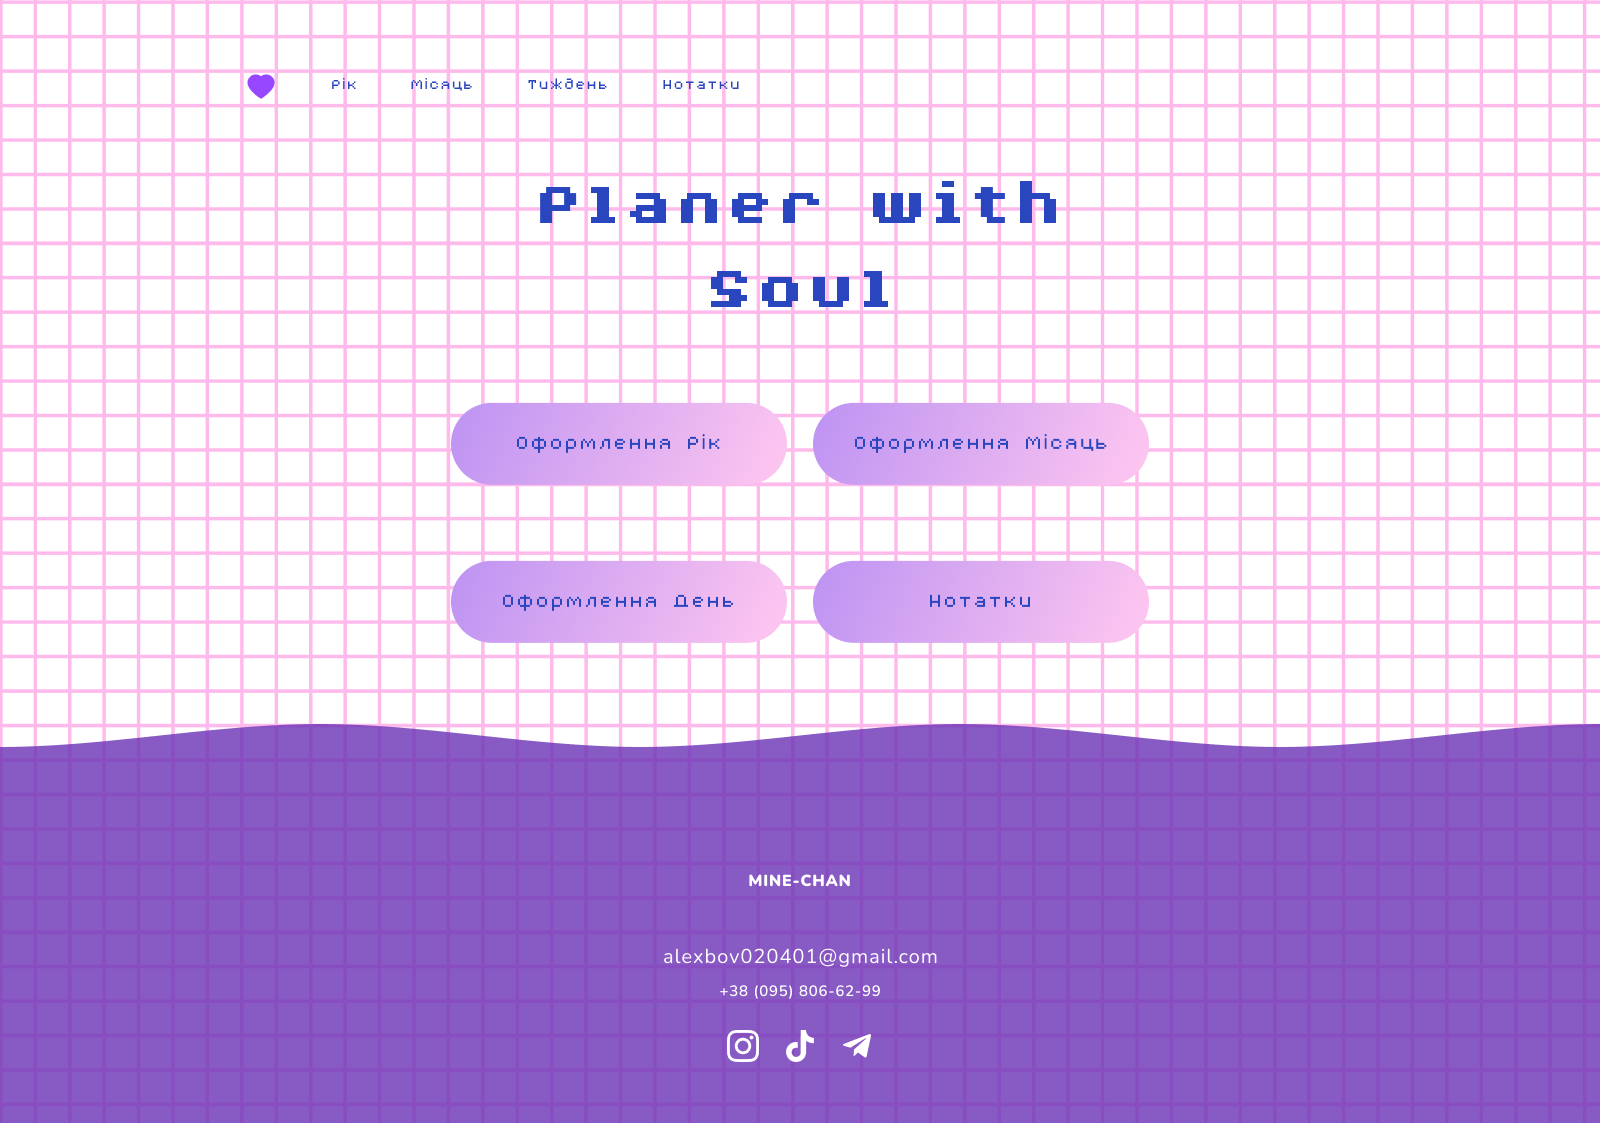 Рік Місяць Тиждень Нотатки
Planer with
Soul
Оформлення Рік
Оформлення Місяць
Оформлення День
Нотатки
MINE-CHAN
alexbov020401@gmail.com
+38 (095) 806-62-99